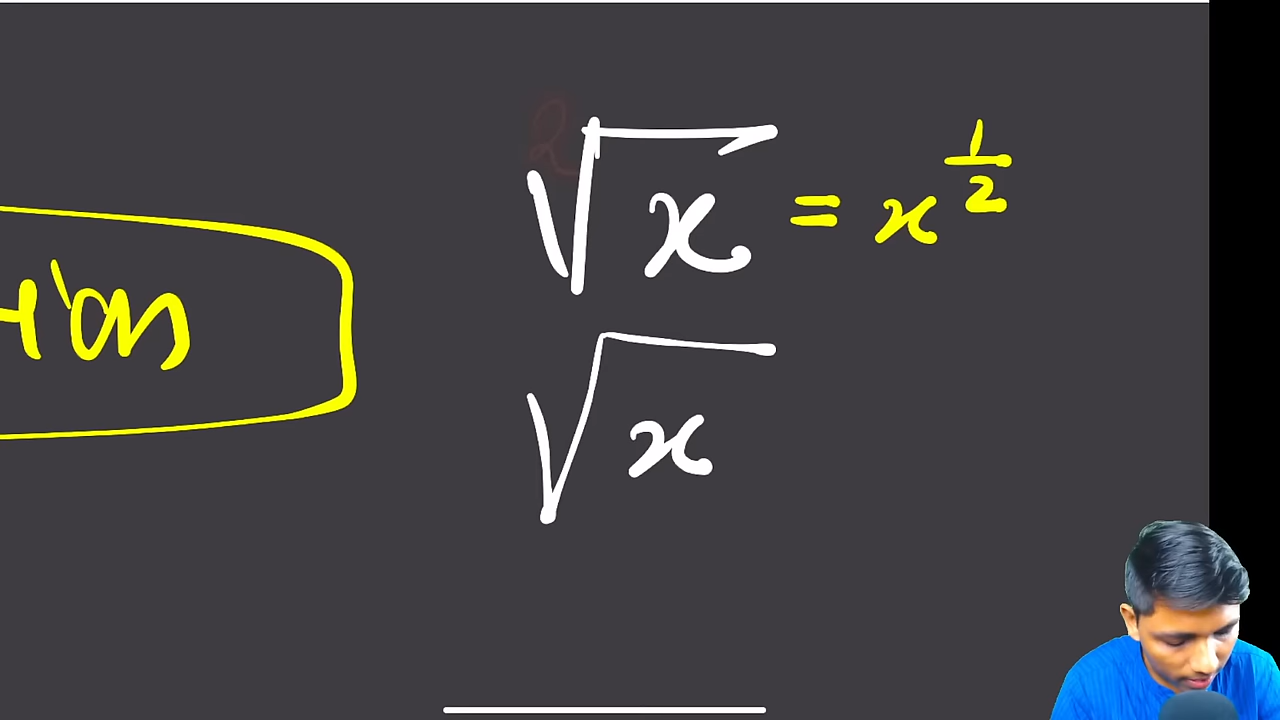 √x = x^(1/2)
√x